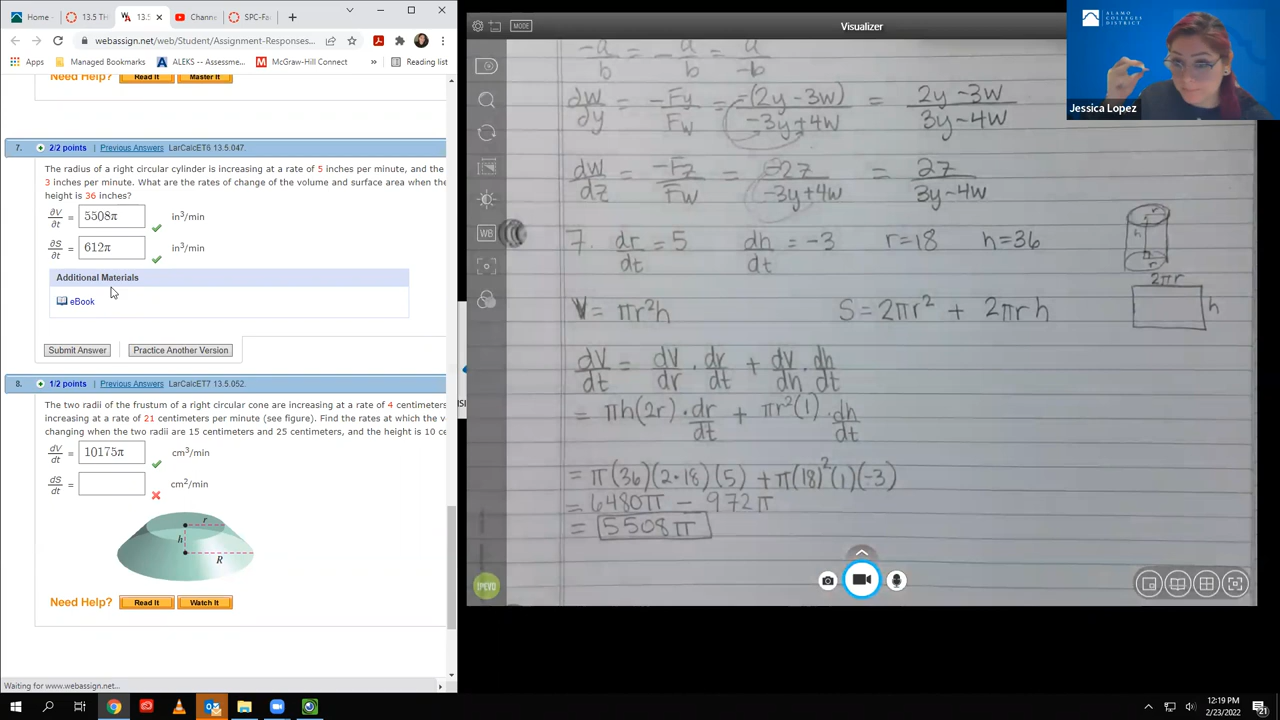 Home -
13.5 TH
13.5
Channe
SPC-Fa
webassign.net/web/Student/Assignment-Responses...
Apps
Managed Bookmarks
ALEKS -- Assessme...
McGraw-Hill Connect
»
Reading list
Need Help?
Read It
Master It
7.
2/2 points
Previous Answers
LarCalcET6 13.5.047.
The radius of a right circular cylinder is increasing at a rate of 5 inches per minute, and the
3 inches per minute. What are the rates of change of the volume and surface area when the
height is 36 inches?
∂V/∂t = 5508π in³/min
∂S/∂t = 612π in³/min
Additional Materials
eBook
Submit Answer
Practice Another Version
8.
1/2 points
Previous Answers
LarCalcET7 13.5.052.
The two radii of the frustum of a right circular cone are increasing at a rate of 4 centimeters
increasing at a rate of 21 centimeters per minute (see figure). Find the rates at which the v
changing when the two radii are 15 centimeters and 25 centimeters, and the height is 10 ce
dV/dt = 10175π cm³/min
dS/dt = cm²/min
r
h
R
Need Help?
Read It
Watch It
Waiting for www.webassign.net...
MODE
Visualizer
WB
IPEVO
ALAMO
COLLEGES
DISTRICT
Jessica Lopez
-a/b = -a/b = a/-b
∂w/∂y = -Fy/Fw = -(2y-3w)/-3y+4w = 2y-3w/3y-4w
∂w/∂z = -Fz/Fw = -2z/-3y+4w = 2z/3y-4w
7. dr/dt = 5 dh/dt = -3 r=18 h=36
r
h
r
2πr
h
V= πr²h S = 2πr² + 2πrh
dV/dt = dV/dr · dr/dt + dV/dh · dh/dt
= πh(2r) · dr/dt + πr²(1) · dh/dt
= π(36)(2·18)(5) + π(18)²(1)(-3)
= 6480π - 972π
= 5508π
12:19 PM
2/23/2022
21